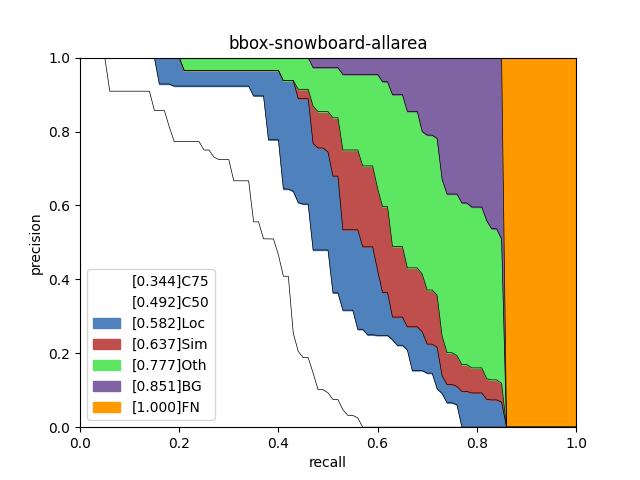 bbox-snowboard-allarea
precision
1.0
0.8
0.6
0.4
0.2
0.0
[0.344]C75
[0.492]C50
[0.582]Loc
[0.637]Sim
[0.777]Oth
[0.851]BG
[1.000]FN
0.0 0.2 0.4 0.6 0.8 1.0
recall